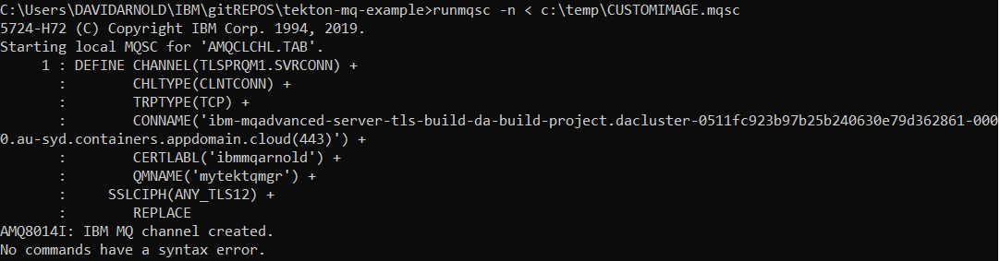 C:\Users\DAVIDARNOLD\IBM\gitREPOS\tekton-mq-example>runmqsc -n < c:\temp\CUSTOMIMAGE.mqsc
5724-H72 (C) Copyright IBM Corp. 1994, 2019.
Starting local MQSC for 'AMQCLCHL.TAB'.
     1 : DEFINE CHANNEL(TLSPRQM1.SVRCONN) +
       :        CHLTYPE(CLNTCONN) +
       :        TRPTYPE(TCP) +
       :        CONNAME('ibm-mqadvanced-server-tls-build-da-build-project.dacluster-0511fc923b97b25b240630e79d362861-000
0.au-syd.containers.appdomain.cloud(443)') +
       :        CERTLABL('ibmmqarnold') +
       :        QMNAME('mytektqmgr') +
       :     SSLCIPH(ANY_TLS12) +
       :        REPLACE
AMQ8014I: IBM MQ channel created.
No commands have a syntax error.